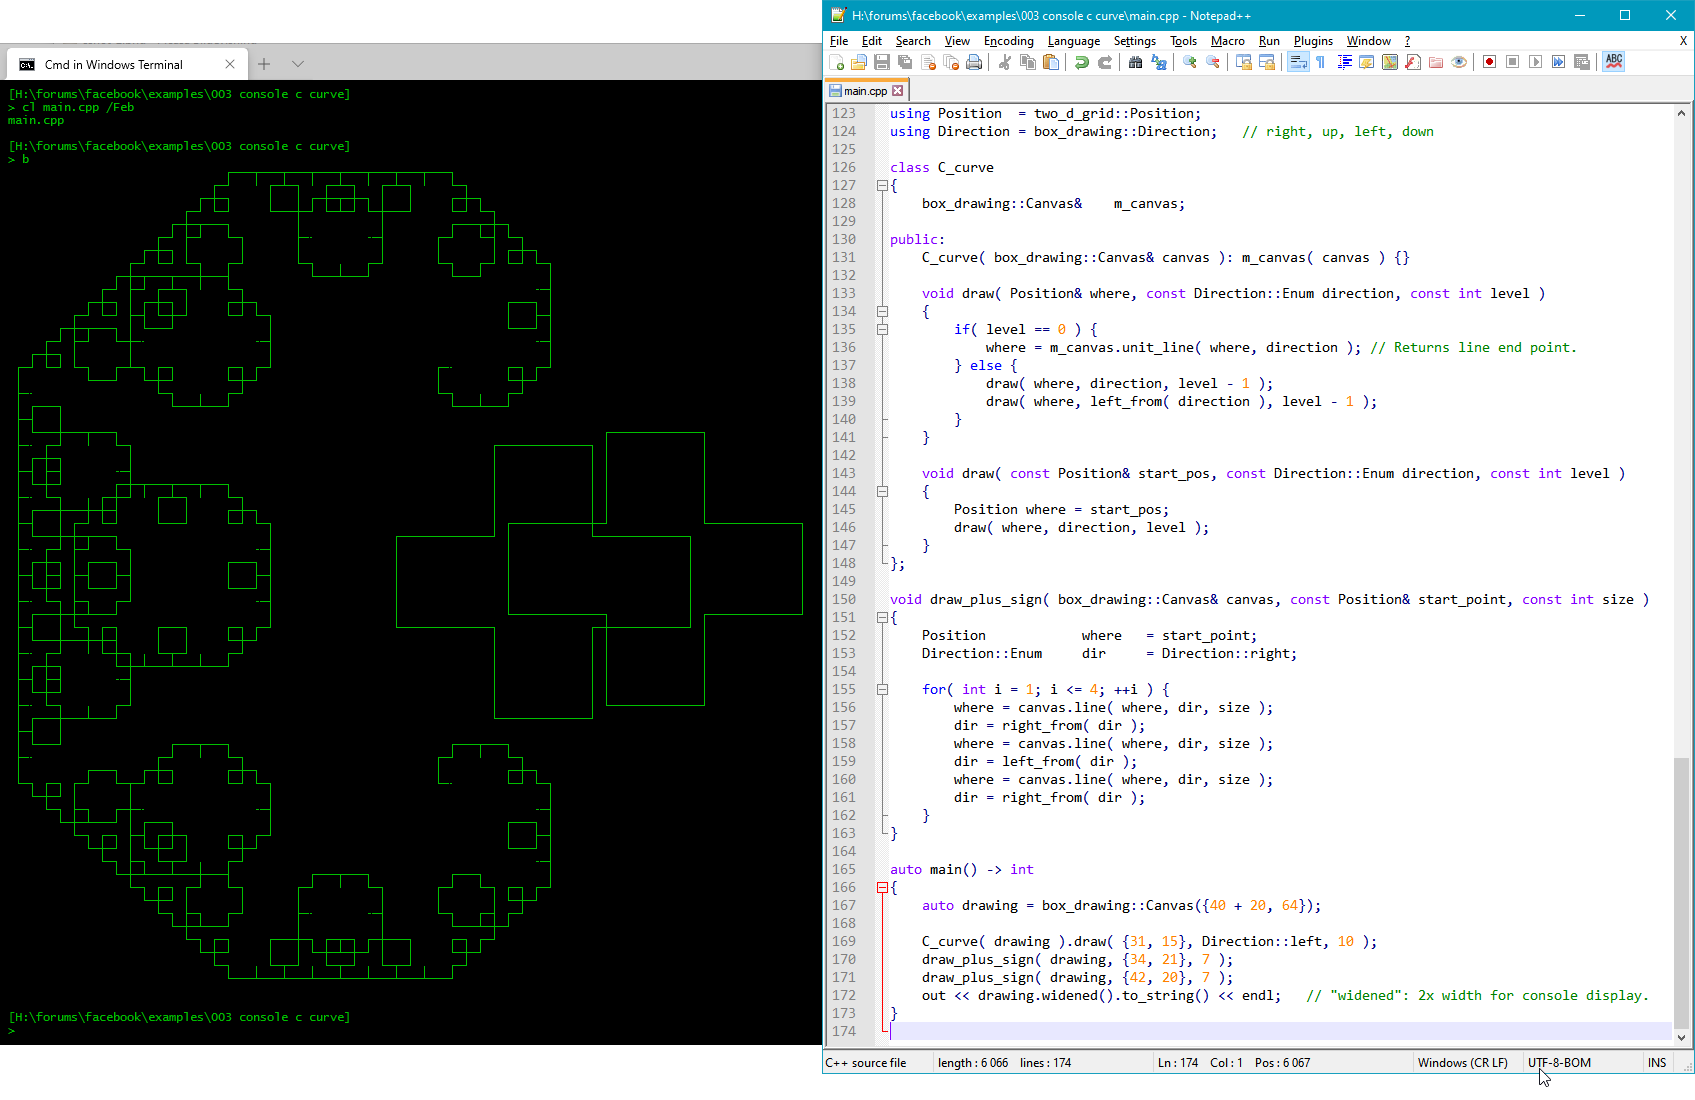 Cmd in Windows Terminal
[H:\forums\facebook\examples\003 console c curve]
> cl main.cpp /Feb
main.cpp
[H:\forums\facebook\examples\003 console c curve]
> b
[H:\forums\facebook\examples\003 console c curve]
>
H:\forums\facebook\examples\003 console c curve\main.cpp - Notepad++
File Edit Search View Encoding Language Settings Tools Macro Run Plugins Window ? X
ABC
main.cpp
123 using Position  = two_d_grid::Position;
124 using Direction = box_drawing::Direction;   // right, up, left, down
125
126 class C_curve
127 {
128     box_drawing::Canvas&    m_canvas;
129
130 public:
131     C_curve( box_drawing::Canvas& canvas ): m_canvas( canvas ) {}
132
133     void draw( Position& where, const Direction::Enum direction, const int level )
134     {
135         if( level == 0 ) {
136             where = m_canvas.unit_line( where, direction ); // Returns line end point.
137         } else {
138             draw( where, direction, level - 1 );
139             draw( where, left_from( direction ), level - 1 );
140         }
141     }
142
143     void draw( const Position& start_pos, const Direction::Enum direction, const int level )
144     {
145         Position where = start_pos;
146         draw( where, direction, level );
147     }
148 };
149
150 void draw_plus_sign( box_drawing::Canvas& canvas, const Position& start_point, const int size )
151 {
152     Position            where   = start_point;
153     Direction::Enum     dir     = Direction::right;
154
155     for( int i = 1; i <= 4; ++i ) {
156         where = canvas.line( where, dir, size );
157         dir = right_from( dir );
158         where = canvas.line( where, dir, size );
159         dir = left_from( dir );
160         where = canvas.line( where, dir, size );
161         dir = right_from( dir );
162     }
163 }
164
165 auto main() -> int
166 {
167     auto drawing = box_drawing::Canvas({40 + 20, 64});
168
169     C_curve( drawing ).draw( {31, 15}, Direction::left, 10 );
170     draw_plus_sign( drawing, {34, 21}, 7 );
171     draw_plus_sign( drawing, {42, 20}, 7 );
172     out << drawing.widened().to_string() << endl;   // "widened": 2x width for console display.
173 }
174
C++ source file length : 6 066 lines : 174 Ln : 174 Col : 1 Pos : 6 067 Windows (CR LF) UTF-8-BOM INS